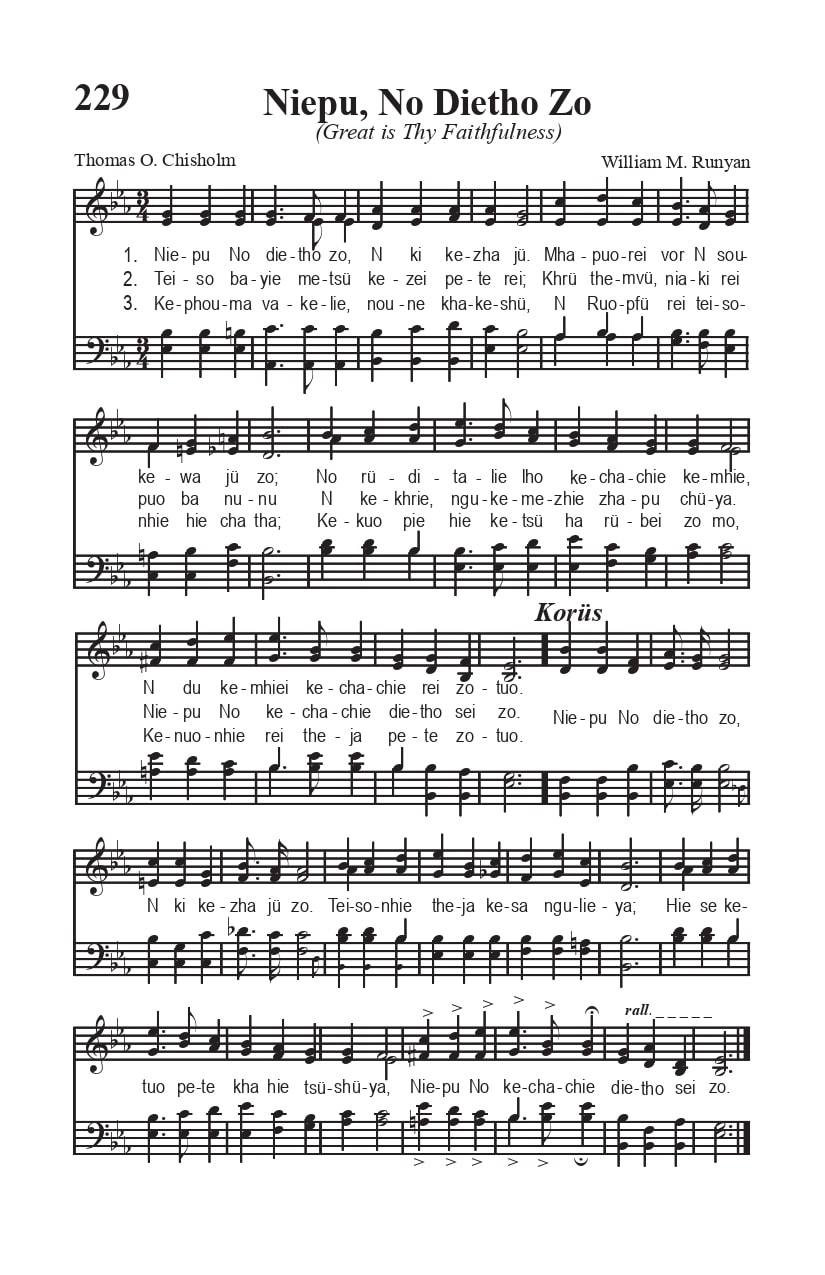 229
Niepu, No Dietho Zo
(Great is Thy Faithfulness)
Thomas O. Chisholm
William M. Runyan
1. Niepu No die-tho zo, N ki ke-zha jü. Mha-puo-rei vor N sou-
2. Tei-so ba-yie me-tsü ke-zei pe-te rei; Khrü the-mvü, nia-ki rei
3. Ke-phou-ma va-ke-lie, nou-ne kha-ke-shü, N Ruo-pfü rei tei-so-
ke-wa jü zo; No rü-di-ta-lie lho ke-cha-chie ke-mhie,
puo ba nu-nu N ke-khrie, ngu-ke-me-zhie zha-pu chü-ya.
nhie hie cha tha; Ke-kuo pie hie ke-tsü ha rü-bei zo mo,
Korüs
N du ke-mhiei ke-cha-chie rei zo-tuo.
Nie-pu No ke-cha-chie die-tho sei zo.
Ke-nuo-nhie rei the-ja pe-te zo-tuo.
Nie-pu No die-tho zo,
N ki ke-zha jü zo. Tei-so-nhie the-ja ke-sa ngu-lie-ya; Hie se ke-
rall.
tuo pe-te kha hie tsü-shü-ya, Nie-pu No ke-cha-chie die-tho sei zo.